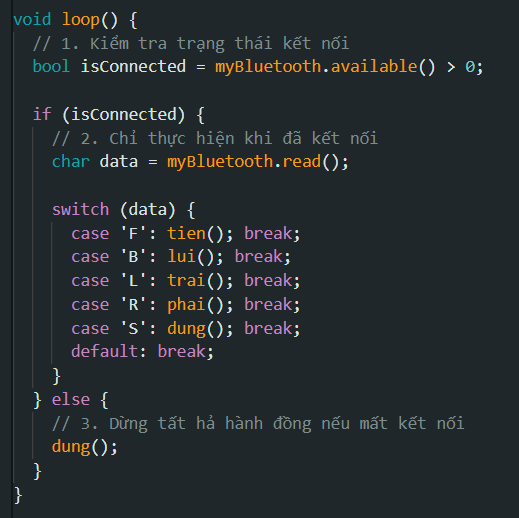 void loop() {
  // 1. Kiểm tra trạng thái kết nối
  bool isConnected = myBluetooth.available() > 0;

  if (isConnected) {
    // 2. Chỉ thực hiện khi đã kết nối
    char data = myBluetooth.read();

    switch (data) {
      case 'F': tien(); break;
      case 'B': lui(); break;
      case 'L': trai(); break;
      case 'R': phai(); break;
      case 'S': dung(); break;
      default: break;
    }
  } else {
    // 3. Dừng tất hả hành đồng nếu mất kết nối
    dung();
  }
}